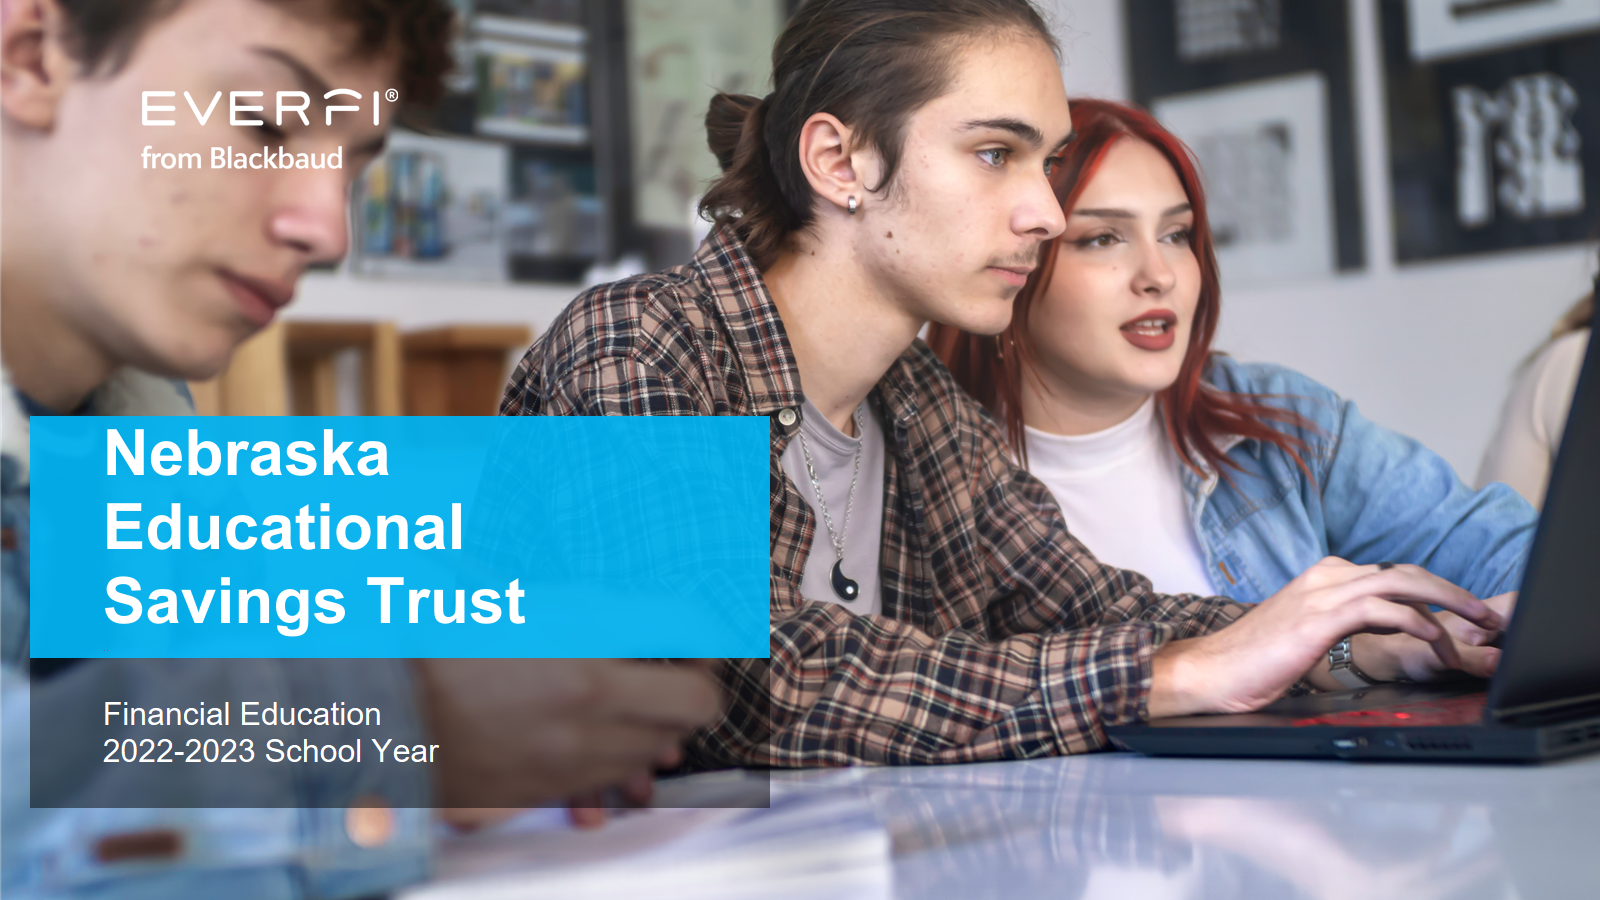 EVERFI®
from Blackbaud
Nebraska
Educational
Savings Trust
Financial Education
2022-2023 School Year